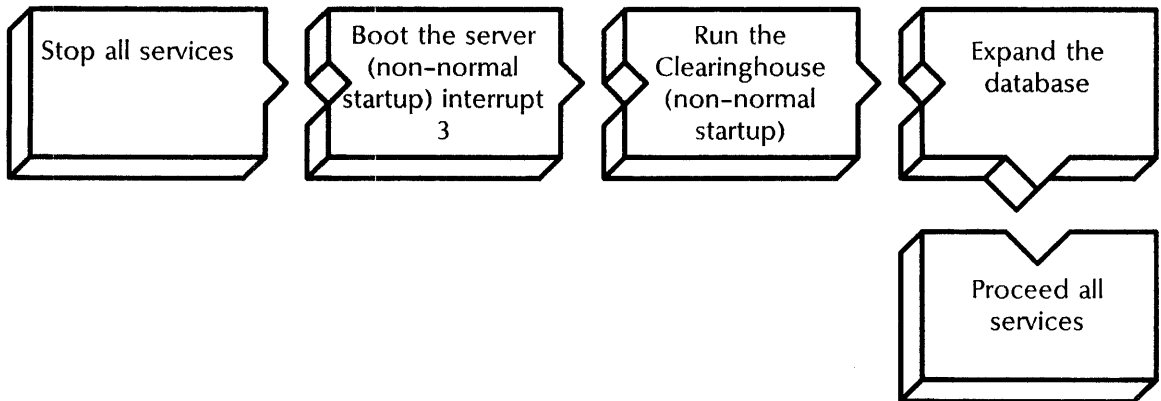 Stop all services
Boot the server
(non-normal
startup) interrupt
3
Run the
Clearinghouse
(non-normal
startup)
Expand the
database
Proceed all
services